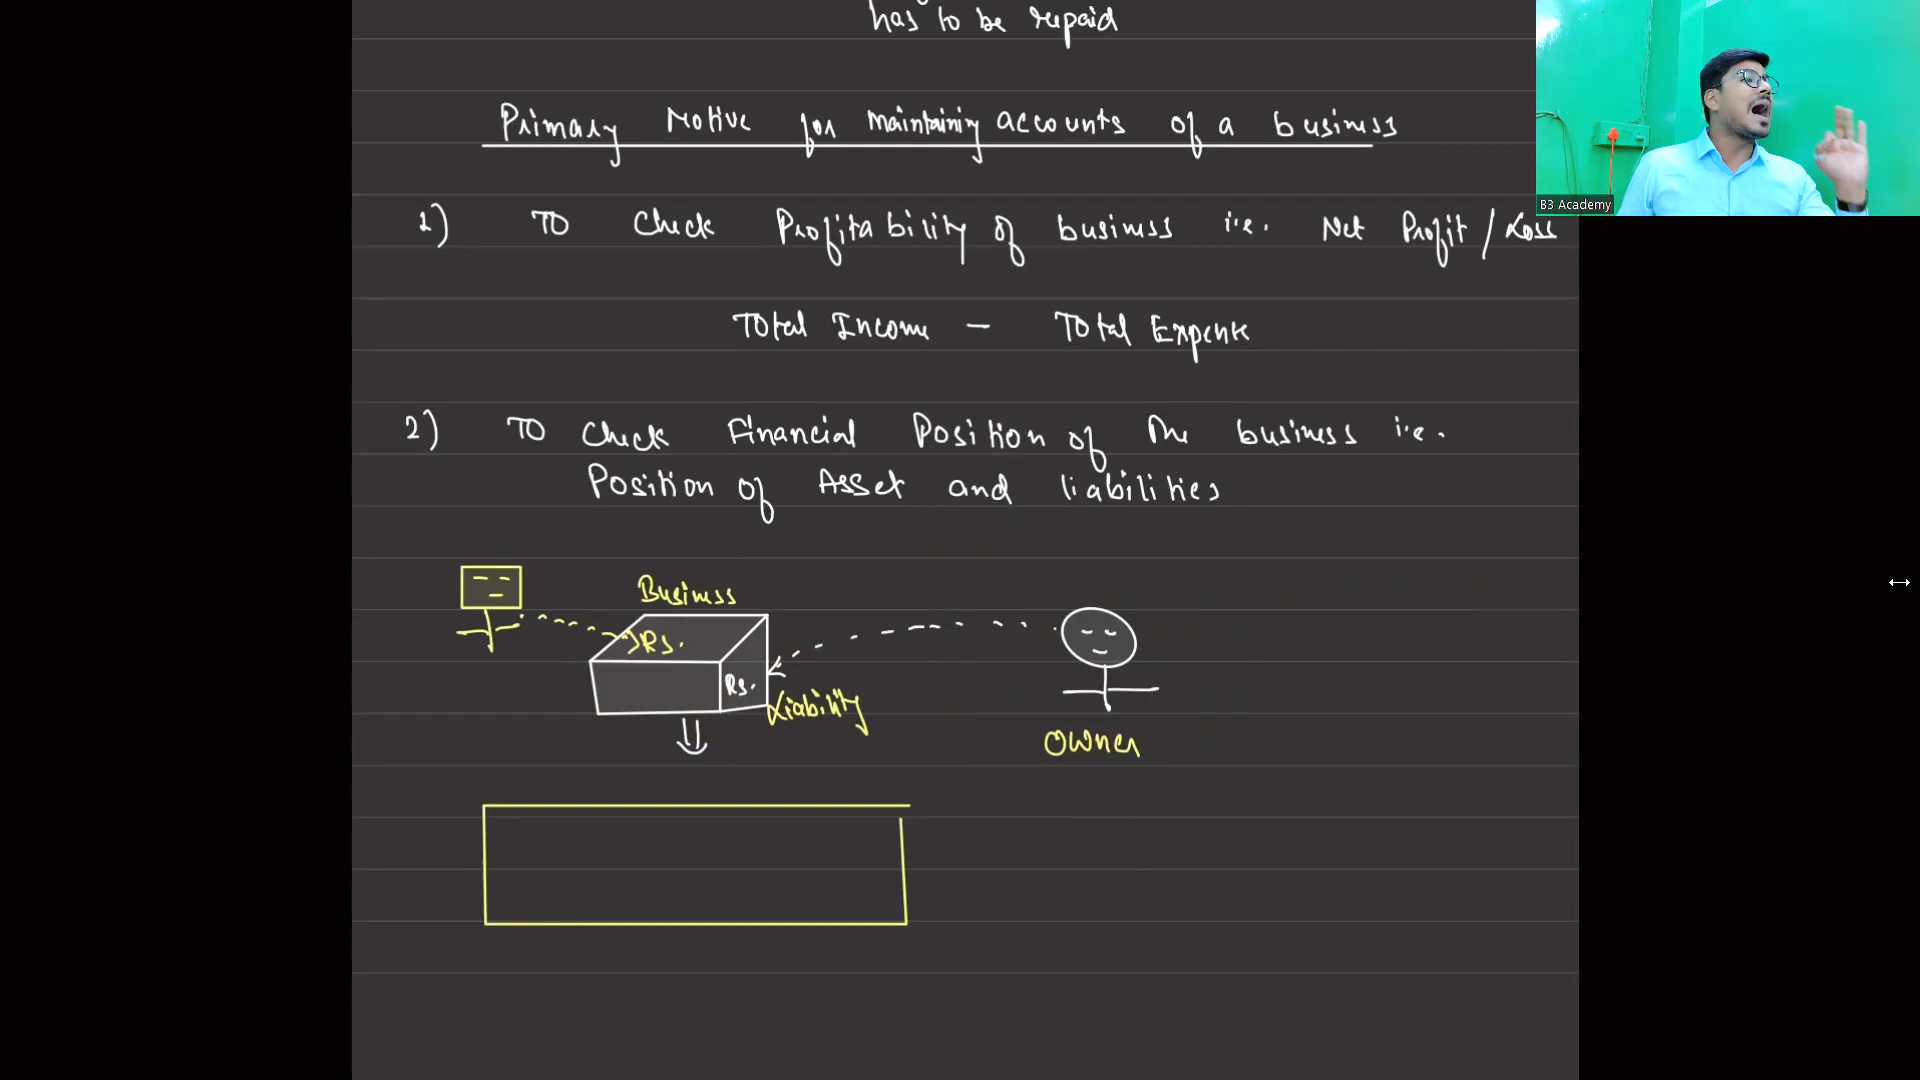 has to be repaid
Primary Motive for maintaining accounts of a business
B3 Academy
1) To check Profitability of business i.e. Net Profit / Loss
Total Income - Total Expense
2) To check Financial Position of the business i.e.
Position of Asset and liabilities
Business
Rs.
Rs.
Liability
Owner